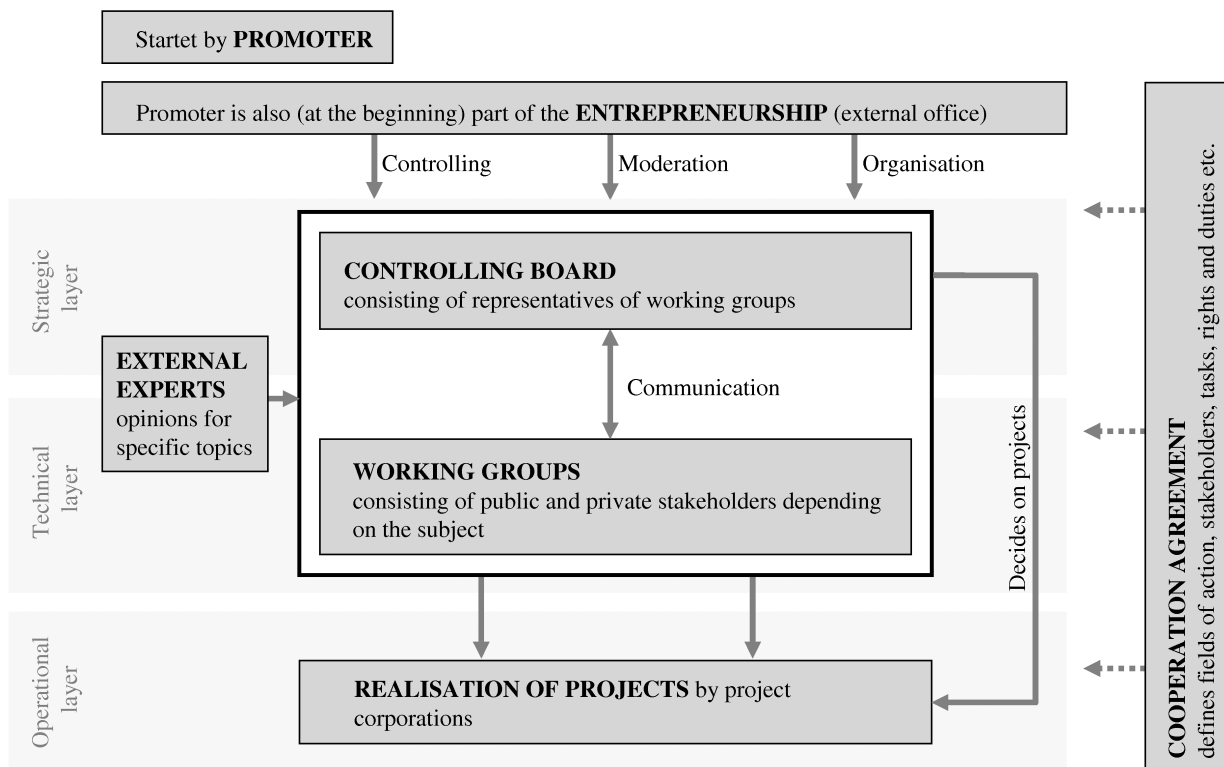 Startet by PROMOTER
Promoter is also (at the beginning) part of the ENTREPRENEURSHIP (external office)
Controlling
Moderation
Organisation
Strategic
layer
CONTROLLING BOARD
consisting of representatives of working groups
EXTERNAL
EXPERTS
opinions for
specific topics
Communication
Technical
layer
WORKING GROUPS
consisting of public and private stakeholders depending
on the subject
Decides on projects
Operational
layer
REALISATION OF PROJECTS by project
corporations
COOPERATION AGREEMENT
defines fields of action, stakeholders, tasks, rights and duties etc.